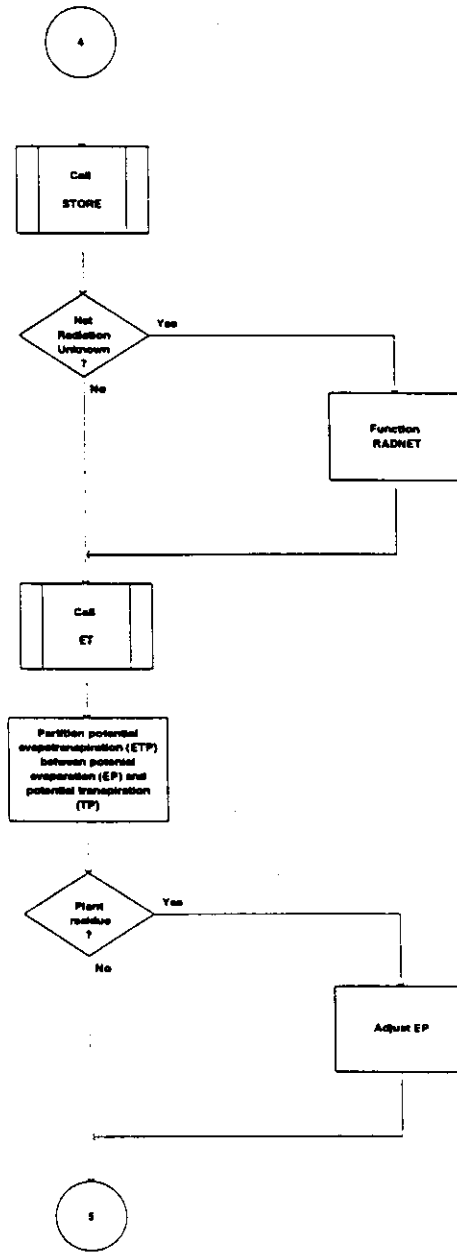 4
Call
STORE
Net
Radiation
Unknown
?
Yes
No
Function
RADNET
Call
ET
Partition potential
evapotranspiration (ETP)
between potenial
evaporation (EP) and
potential transpiration
(TP)
Plant
residue
?
Yes
No
Adjust EP
5